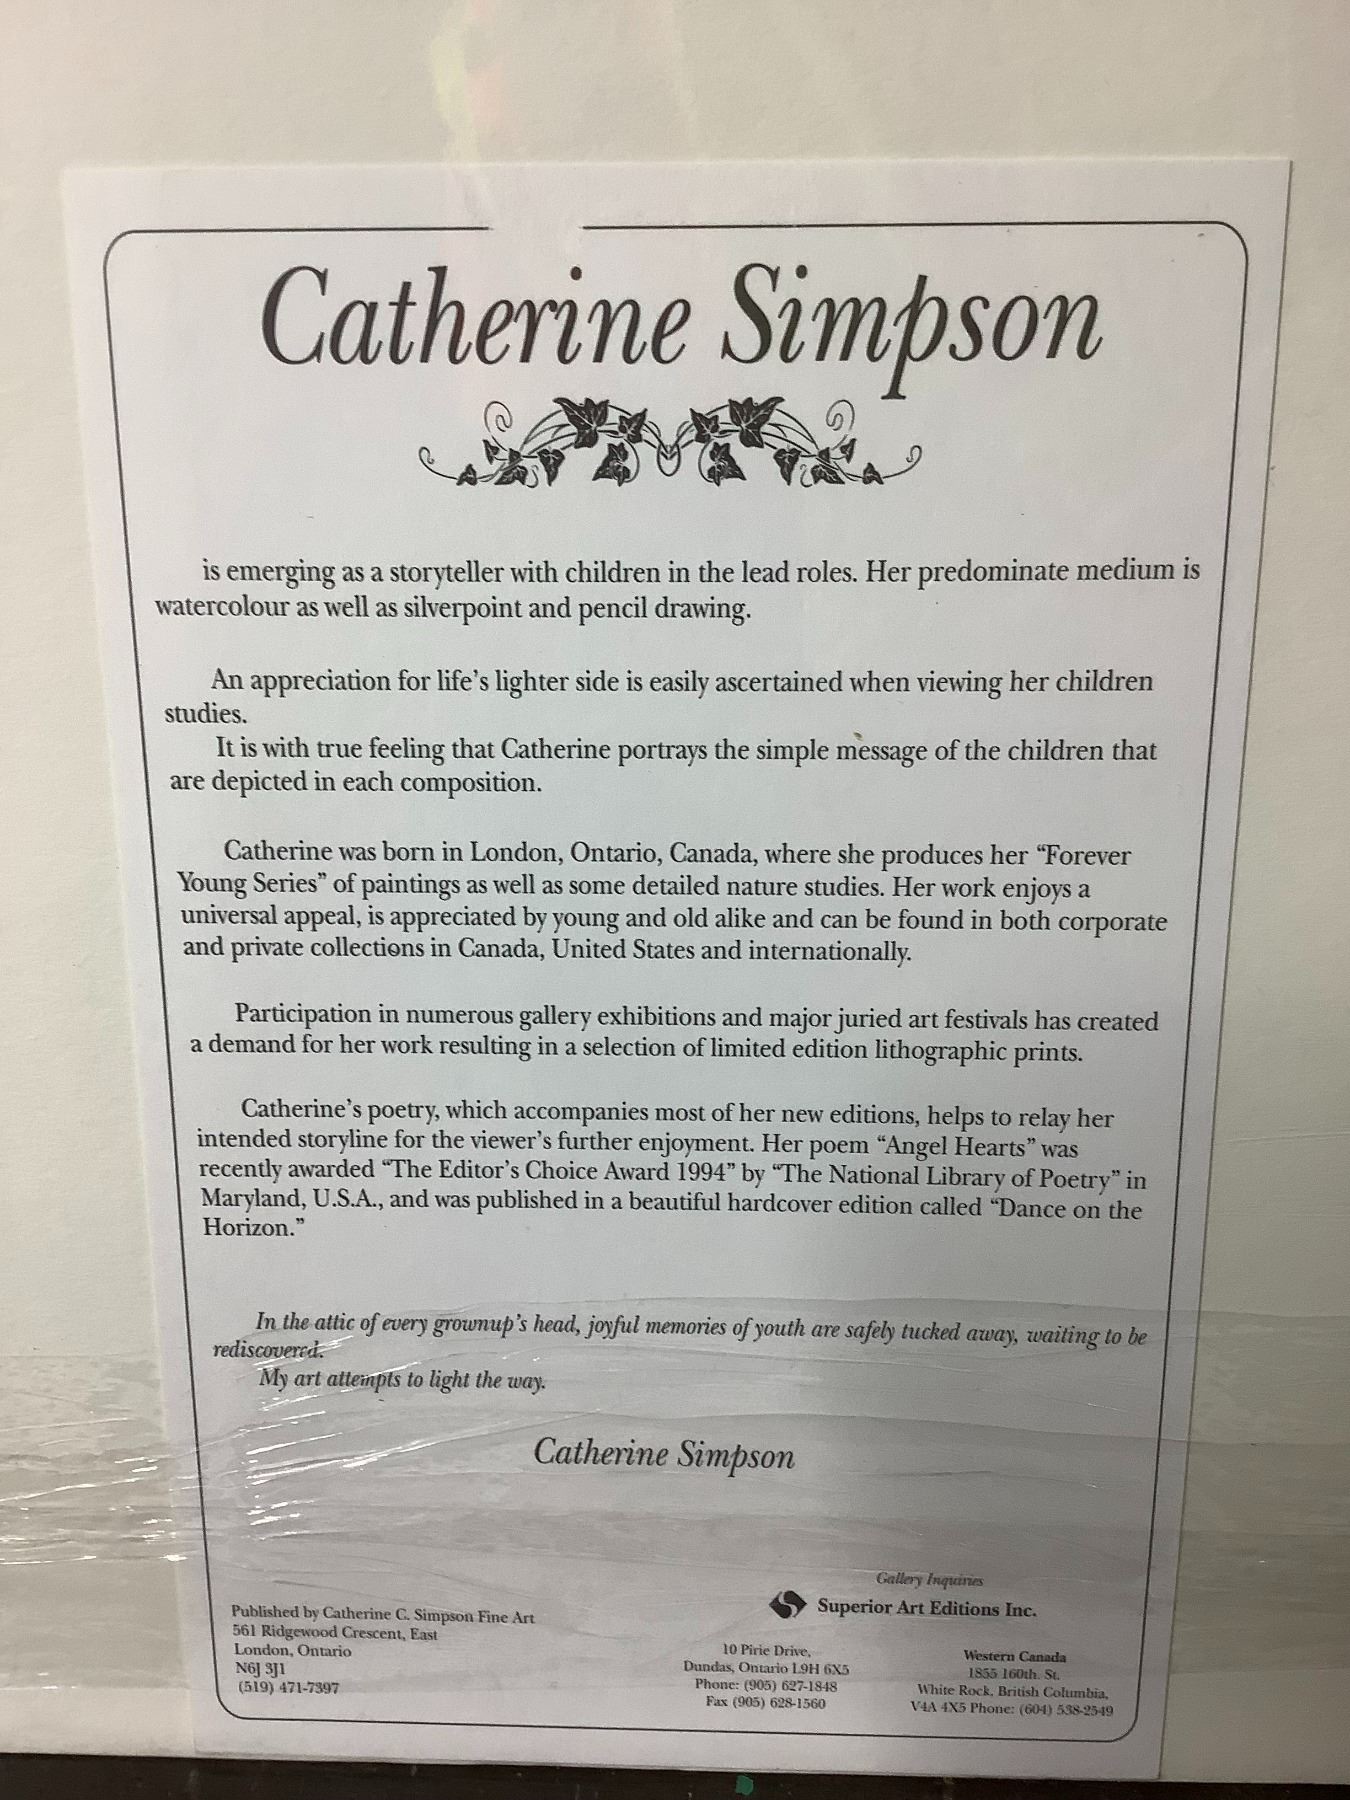 Catherine Simpson
is emerging as a storyteller with children in the lead roles. Her predominate medium is
watercolour as well as silverpoint and pencil drawing.
An appreciation for life's lighter side is easily ascertained when viewing her children
studies.
It is with true feeling that Catherine portrays the simple message of the children that
are depicted in each composition.
Catherine was born in London, Ontario, Canada, where she produces her “Forever
Young Series” of paintings as well as some detailed nature studies. Her work enjoys a
universal appeal, is appreciated by young and old alike and can be found in both corporate
and private collections in Canada, United States and internationally.
Participation in numerous gallery exhibitions and major juried art festivals has created
a demand for her work resulting in a selection of limited edition lithographic prints.
Catherine's poetry, which accompanies most of her new editions, helps to relay her
intended storyline for the viewer's further enjoyment. Her poem “Angel Hearts” was
recently awarded “The Editor's Choice Award 1994” by “The National Library of Poetry” in
Maryland, U.S.A., and was published in a beautiful hardcover edition called “Dance on the
Horizon.”
In the attic of every grownup's head, joyful memories of youth are safely tucked away, waiting to be
rediscovered.
My art attempts to light the way.
Catherine Simpson
Published by Catherine C. Simpson Fine Art
561 Ridgewood Crescent, East
London, Ontario
N6J 3J1
(519) 471-7397
Gallery Inquiries
Superior Art Editions Inc.
10 Pirie Drive,
Dundas, Ontario L9H 6X5
Phone: (905) 627-1848
Fax (905) 628-1560
Western Canada
1855 160th. St.
White Rock, British Columbia,
V4A 4X5 Phone: (604) 538-2549